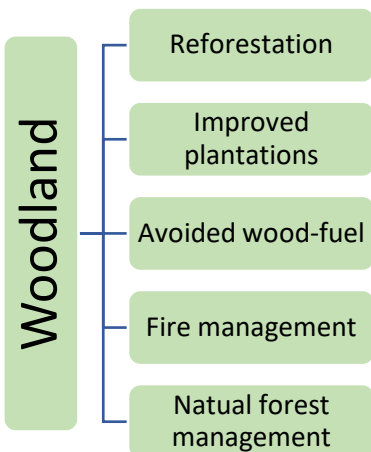 Woodland
Reforestation
Improved
plantations
Avoided wood-fuel
Fire management
Natual forest
management